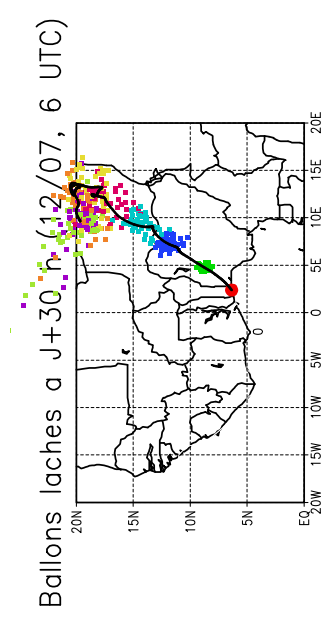 Ballons laches a J+30 h (12/07, 6 UTC)
20N
15N
10N
5N
EQ
0
20W
15W
10W
5W
0
5E
10E
15E
20E